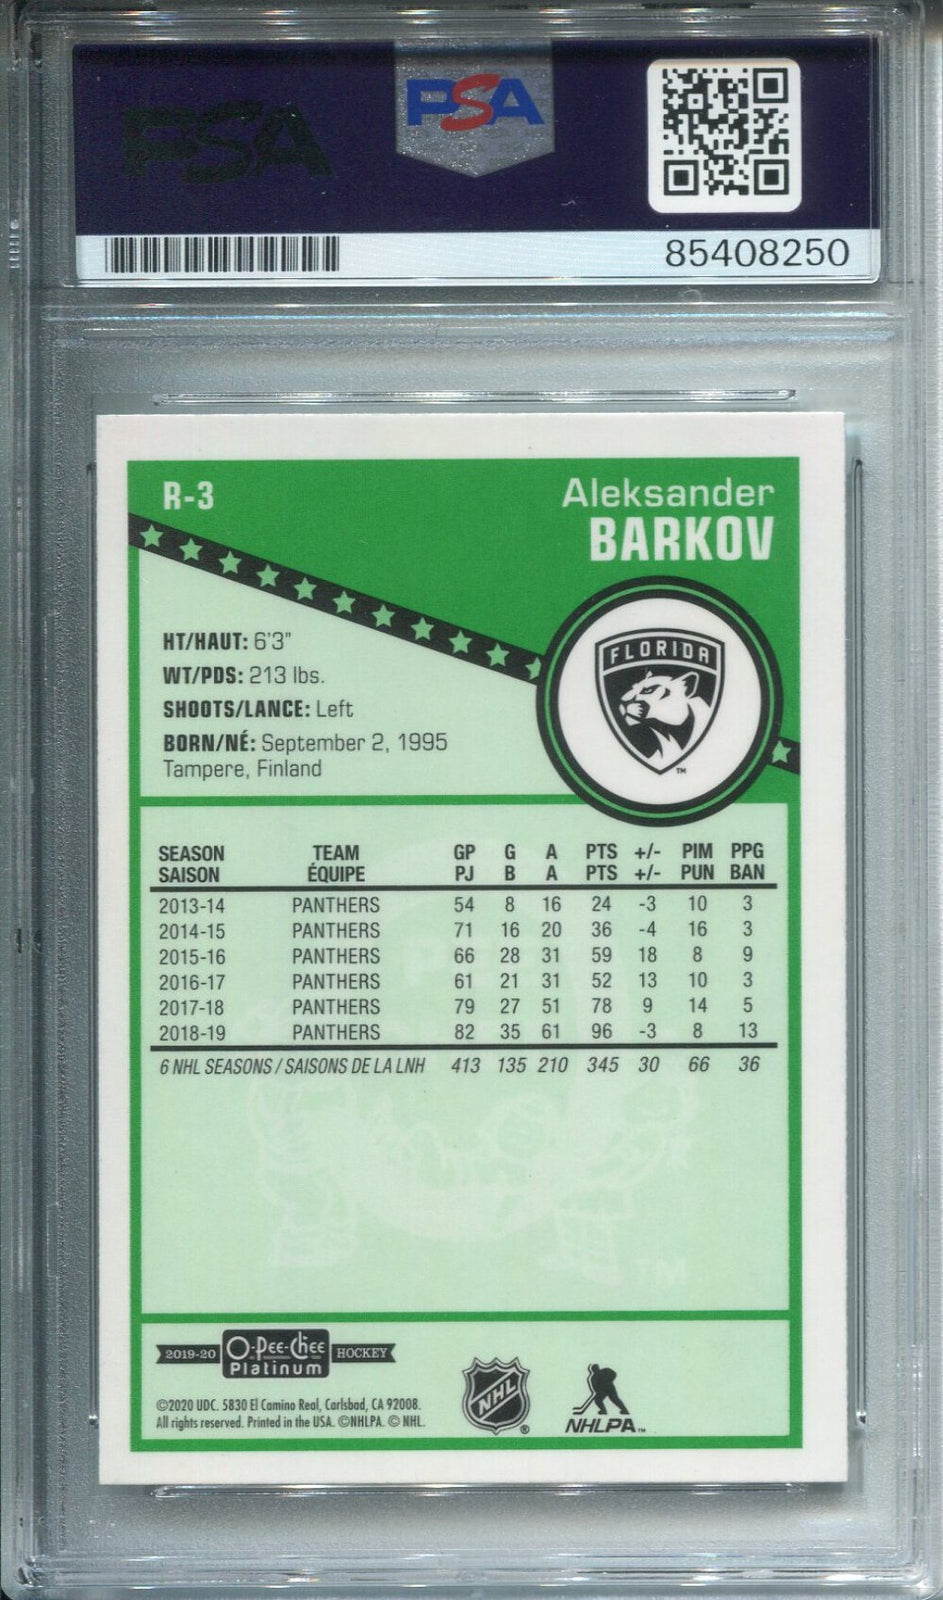 PSA
PSA
85408250
R-3
Aleksander
BARKOV
FLORIDA
TM
HT/HAUT: 6'3"
WT/PDS: 213 lbs.
SHOOTS/LANCE: Left
BORN/NÉ: September 2, 1995
Tampere, Finland
SEASON TEAM GP G A PTS +/- PIM PPG
SAISON ÉQUIPE PJ B A PTS +/- PUN BAN
2013-14 PANTHERS 54 8 16 24 -3 10 3
2014-15 PANTHERS 71 16 20 36 -4 16 3
2015-16 PANTHERS 66 28 31 59 18 8 9
2016-17 PANTHERS 61 21 31 52 13 10 3
2017-18 PANTHERS 79 27 51 78 9 14 5
2018-19 PANTHERS 82 35 61 96 -3 8 13
6 NHL SEASONS / SAISONS DE LA LNH 413 135 210 345 30 66 36
TM
2019-20 O-Pee-Chee HOCKEY
Platinum
©2020 UDC. 5830 El Camino Real, Carlsbad, CA 92008.
All rights reserved. Printed in the USA. ©NHLPA. © NHL.
NHL ®
NHLPA™